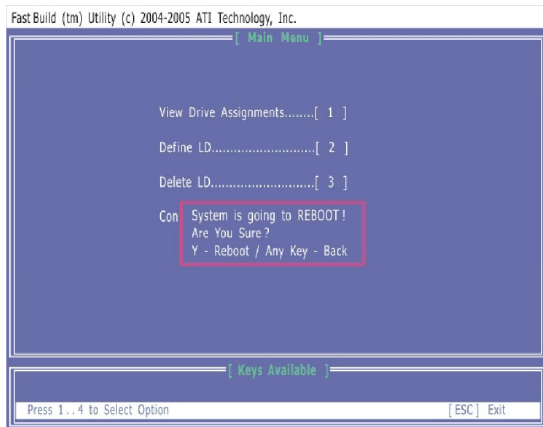 Fast Build (tm) Utility (c) 2004-2005 ATI Technology, Inc.
[ Main Menu ]
View Drive Assignments........[ 1 ]
Define LD............................[ 2 ]
Delete LD............................[ 3 ]
Con
System is going to REBOOT!
Are You Sure?
Y - Reboot / Any Key - Back
[ Keys Available ]
Press 1..4 to Select Option [ESC] Exit